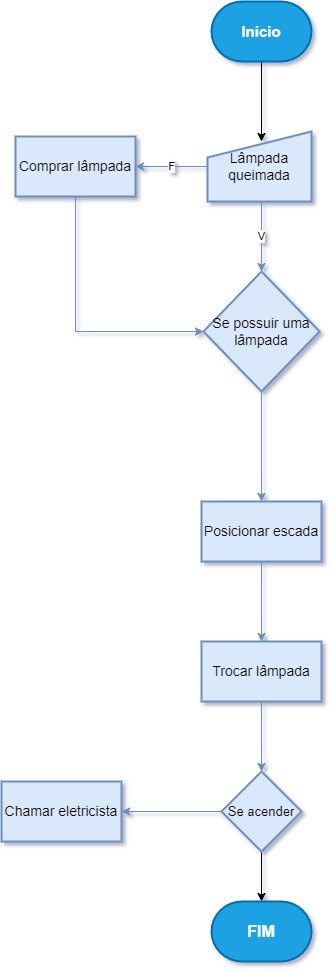 Início
Lâmpada
queimada
F
Comprar lâmpada
V
Se possuir uma
lâmpada
Posicionar escada
Trocar lâmpada
Se acender
Chamar eletricista
FIM